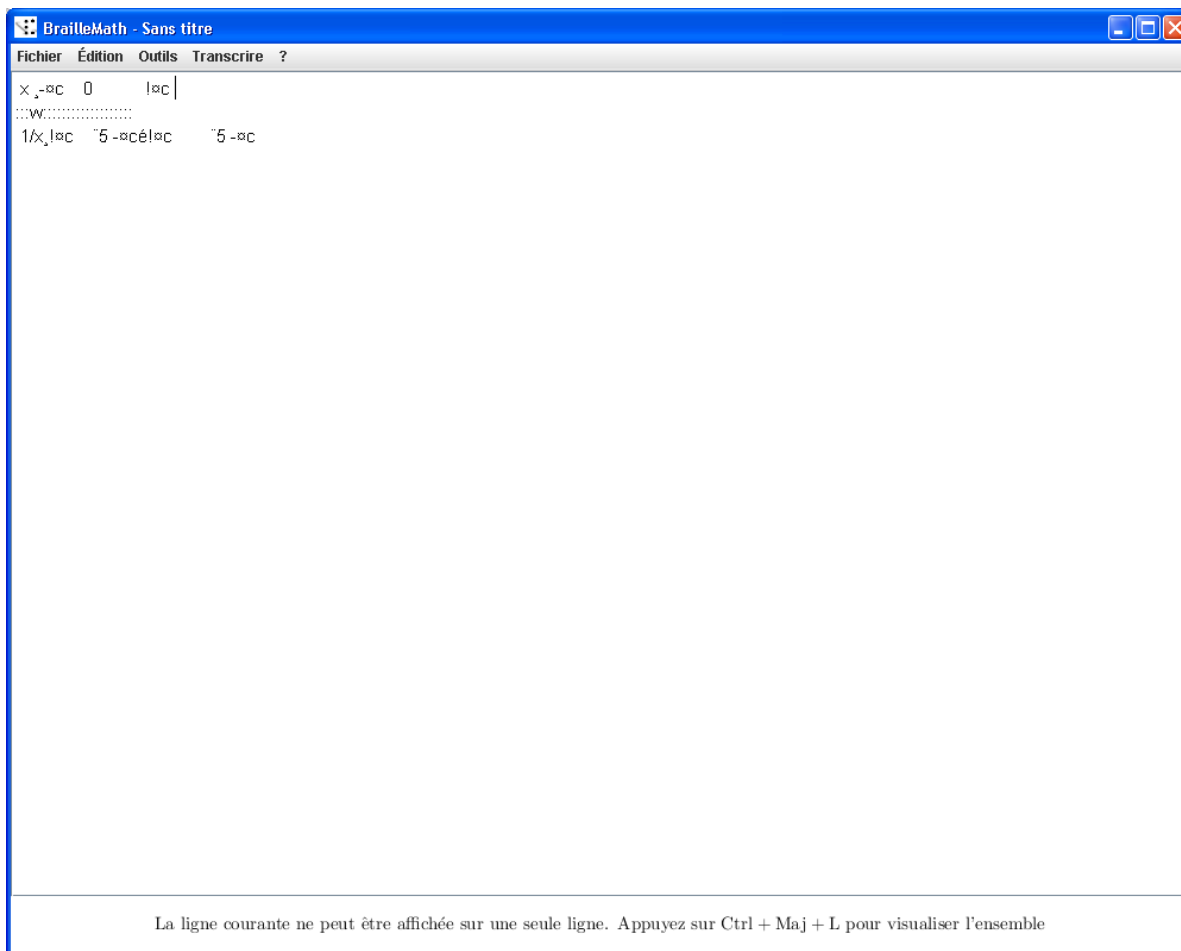 BrailleMath - Sans titre
Fichier Édition Outils Transcrire ?
x ¸-¤c 0 !¤c
:::w::::::::::::::::::
1/x¸!¤c ¨5 -¤cé!¤c ¨5 -¤c
La ligne courante ne peut être affichée sur une seule ligne. Appuyez sur Ctrl + Maj + L pour visualiser l'ensemble